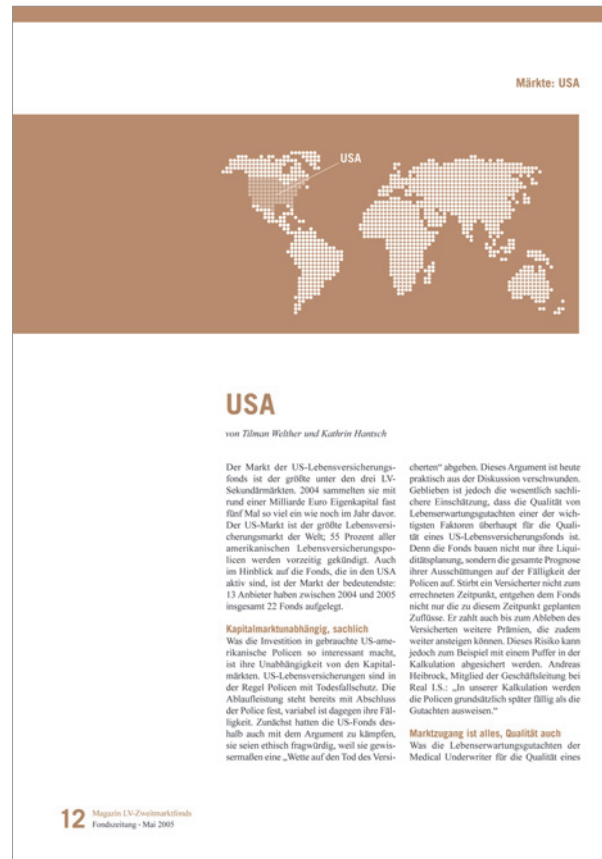 Märkte: USA
USA
USA
von Tilman Welther und Kathrin Hantsch
Der Markt der US-Lebensversicherungs-
fonds ist der größte unter den drei LV-
Sekundärmärkten. 2004 sammelten sie mit
rund einer Milliarde Euro Eigenkapital fast
fünf Mal so viel ein wie noch im Jahr davor.
Der US-Markt ist der größte Lebensversi-
cherungsmarkt der Welt; 55 Prozent aller
amerikanischen Lebensversicherungspo-
licen werden vorzeitig gekündigt. Auch
im Hinblick auf die Fonds, die in den USA
aktiv sind, ist der Markt der bedeutendste:
13 Anbieter haben zwischen 2004 und 2005
insgesamt 22 Fonds aufgelegt.
Kapitalmarktunabhängig, sachlich
Was die Investition in gebrauchte US-ame-
rikanische Policen so interessant macht,
ist ihre Unabhängigkeit von den Kapital-
märkten. US-Lebensversicherungen sind in
der Regel Policen mit Todesfallschutz. Die
Ablaufleistung steht bereits mit Abschluss
der Police fest, variabel ist dagegen ihre Fäl-
ligkeit. Zunächst hatten die US-Fonds des-
halb auch mit dem Argument zu kämpfen,
sie seien ethisch fragwürdig, weil sie gewis-
sermaßen eine „Wette auf den Tod des Versi-
cherten“ abgeben. Dieses Argument ist heute
praktisch aus der Discussion verschwunden.
Geblieben ist jedoch die wesentlich sachli-
chere Einschätzung, dass die Qualität von
Lebenserwartungsgutachten einer der wich-
tigsten Faktoren überhaupt für die Quali-
tät eines US-Lebensversicherungsfonds ist.
Denn die Fonds bauen nicht nur ihre Liqui-
ditätsplanung, sondern die gesamte Prognose
ihrer Ausschüttungen auf der Fälligkeit der
Policen auf. Stirbt ein Versicherter nicht zum
errechneten Zeitpunkt, entgehen dem Fonds
nicht nur die zu diesem Zeitpunkt geplanten
Zuflüsse. Er zahlt auch bis zum Ableben des
Versicherten weitere Prämien, die zudem
weiter ansteigen können. Dieses Risiko kann
jedoch zum Beispiel mit einem Puffer in der
Kalkulation abgesichert werden. Andreas
Heibrock, Mitglied der Geschäftsleitung bei
Real I.S.: „In unserer Kalkulation werden
die Policen grundsätzlich später fällig als die
Gutachten ausweisen.“
Marktzugang ist alles, Qualität auch
Was die Lebenserwartungsgutachten der
Medical Underwriter für die Qualität eines
12 Magazin LV-Zweitmarktfonds
Fondszeitung - Mai 2005